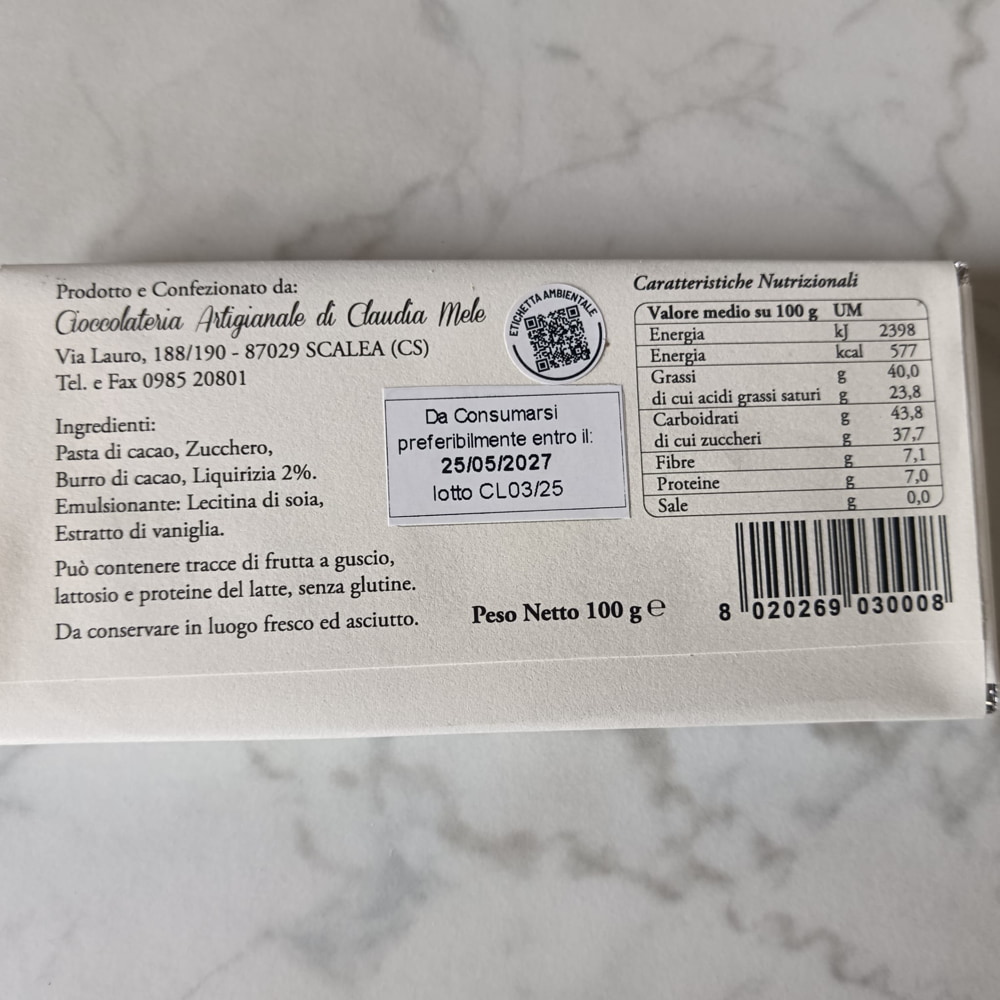 Prodotto e Confezionato da:
Cioccolateria Artigianale di Claudia Mele
Via Lauro, 188/190 - 87029 SCALEA (CS)
Tel. e Fax 0985 20801
Ingredienti:
Pasta di cacao, Zucchero,
Burro di cacao, Liquirizia 2%.
Emulsionante: Lecitina di soia,
Estratto di vaniglia.
Può contenere tracce di frutta a guscio,
lattosio e proteine del latte, senza glutine.
Da conservare in luogo fresco ed asciutto.
ETICHETTA AMBIENTALE
Da Consumarsi
preferibilmente entro il:
25/05/2027
lotto CL03/25
Peso Netto 100 g ℮
Caratteristiche Nutrizionali
Valore medio su 100 g UM
Energia kJ 2398
Energia kcal 577
Grassi g 40,0
di cui acidi grassi saturi g 23,8
Carboidrati g 43,8
di cui zuccheri g 37,7
Fibre g 7,1
Proteine g 7,0
Sale g 0,0
8 020269 030008